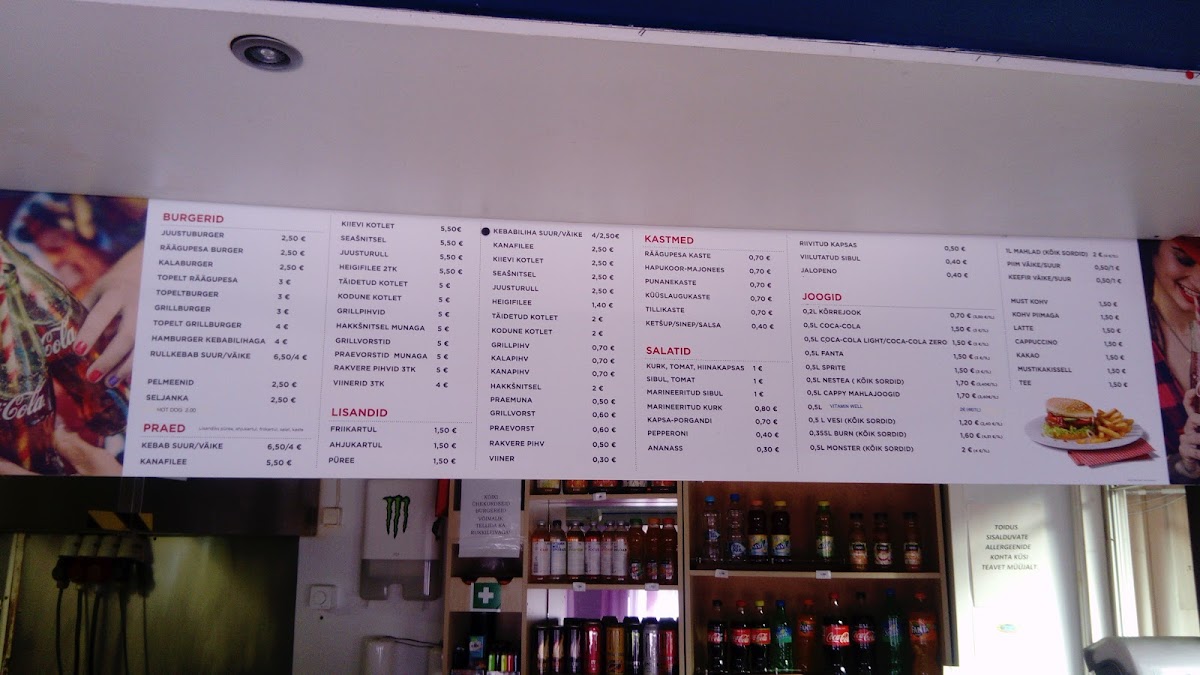 BURGERID
JUUSTUBURGER 2,50 €
RÄÄGUPESA BURGER 2,50 €
KALABURGER 2,50 €
TOPELT RÄÄGUPESA 3 €
TOPELTBURGER 3 €
GRILLBURGER 3 €
TOPELT GRILLBURGER 4 €
HAMBURGER KEBABILIHAGA 4 €
RULLKEBAB SUUR/VÄIKE 6,50/4 €
PELMEENID 2,50 €
SELJANKA 2,50 €
HOT DOG 2.00
PRAED
KEBAB SUUR/VÄIKE 6,50/4 €
KANAFILEE 5,50 €
KIIEVI KOTLET 5,50€
SEAŠNITSEL 5,50 €
JUUSTURULL 5,50 €
HEIGIFILEE 2TK 5,50 €
TÄIDETUD KOTLET 5 €
KODUNE KOTLET 5 €
GRILLPIHVID 5 €
HAKKŠNITSEL MUNAGA 5 €
GRILLVORSTID 5 €
PRAEVORSTID MUNAGA 5 €
RAKVERE PIHVID 3TK 5 €
VIINERID 3TK 4 €
LISANDID
FRIIKARTUL 1,50 €
AHJUKARTUL 1,50 €
PÜREE 1,50 €
KEBABILIHA SUUR/VÄIKE 4/2,50€
KANAFILEE 2,50 €
KIIEVI KOTLET 2,50 €
SEAŠNITSEL 2,50 €
JUUSTURULL 2,50 €
HEIGIFILEE 1,40 €
TÄIDETUD KOTLET 2 €
KODUNE KOTLET 2 €
GRILLPIHV 0,70 €
KALAPIHV 0,70 €
KANAPIHV 0,70 €
HAKKŠNITSEL 2 €
PRAEMUNA 0,50 €
GRILLVORST 0,60 €
PRAEVORST 0,60 €
RAKVERE PIHV 0,50 €
VIINER 0,30 €
KASTMED
RÄÄGUPESA KASTE 0,70 €
HAPUKOOR-MAJONEES 0,70 €
PUNANEKASTE 0,70 €
KÜÜSLAUGUKASTE 0,70 €
TILLIKASTE 0,70 €
KETŠUP/SINEP/SALSA 0,40 €
SALATID
KURK, TOMAT, HIINAKAPSAS 1 €
SIBUL, TOMAT 1 €
MARINEERITUD SIBUL 1 €
MARINEERITUD KURK 0,80 €
KAPSA-PORGANDI 0,70 €
PEPPERONI 0,40 €
ANANASS 0,30 €
RIIVITUD KAPSAS 0,50 €
VIILUTATUD SIBUL 0,40 €
JALOPENO 0,40 €
JOOGID
0,2L KÕRREJOOK 0,70 €
0,5L COCA-COLA 1,50 €
0,5L COCA-COLA LIGHT/COCA-COLA ZERO 1,50 €
0,5L FANTA 1,50 €
0,5L SPRITE 1,50 €
0,5L NESTEA ( KÕIK SORDID) 1,70 €
0,5L CAPPY MAHLAJOOGID 1,70 €
0,5L VITAMIN WELL
0,5 L VESI (KÕIK SORDID) 1,20 €
0,355L BURN (KÕIK SORDID) 1,60 €
0,5L MONSTER (KÕIK SORDID) 2 €
1L MAHLAD (KÕIK SORDID) 2 €
PIIM VÄIKE/SUUR 0,50/1 €
KEEFIR VÄIKE/SUUR 0,50/1 €
MUST KOHV 1,50 €
KOHV PIIMAGA 1,50 €
LATTE 1,50 €
CAPPUCCINO 1,50 €
KAKAO 1,50 €
MUSTIKAKISSELL 1,50 €
TEE 1,50 €
Cola
Coca-Cola
BURGEREID
VÕIMALIK
TELLIDA KA
TOIDUS
SISALDUVATE
ALLERGEENIDE
KOHTA KÜSI
TEAVET MÜÜJALT